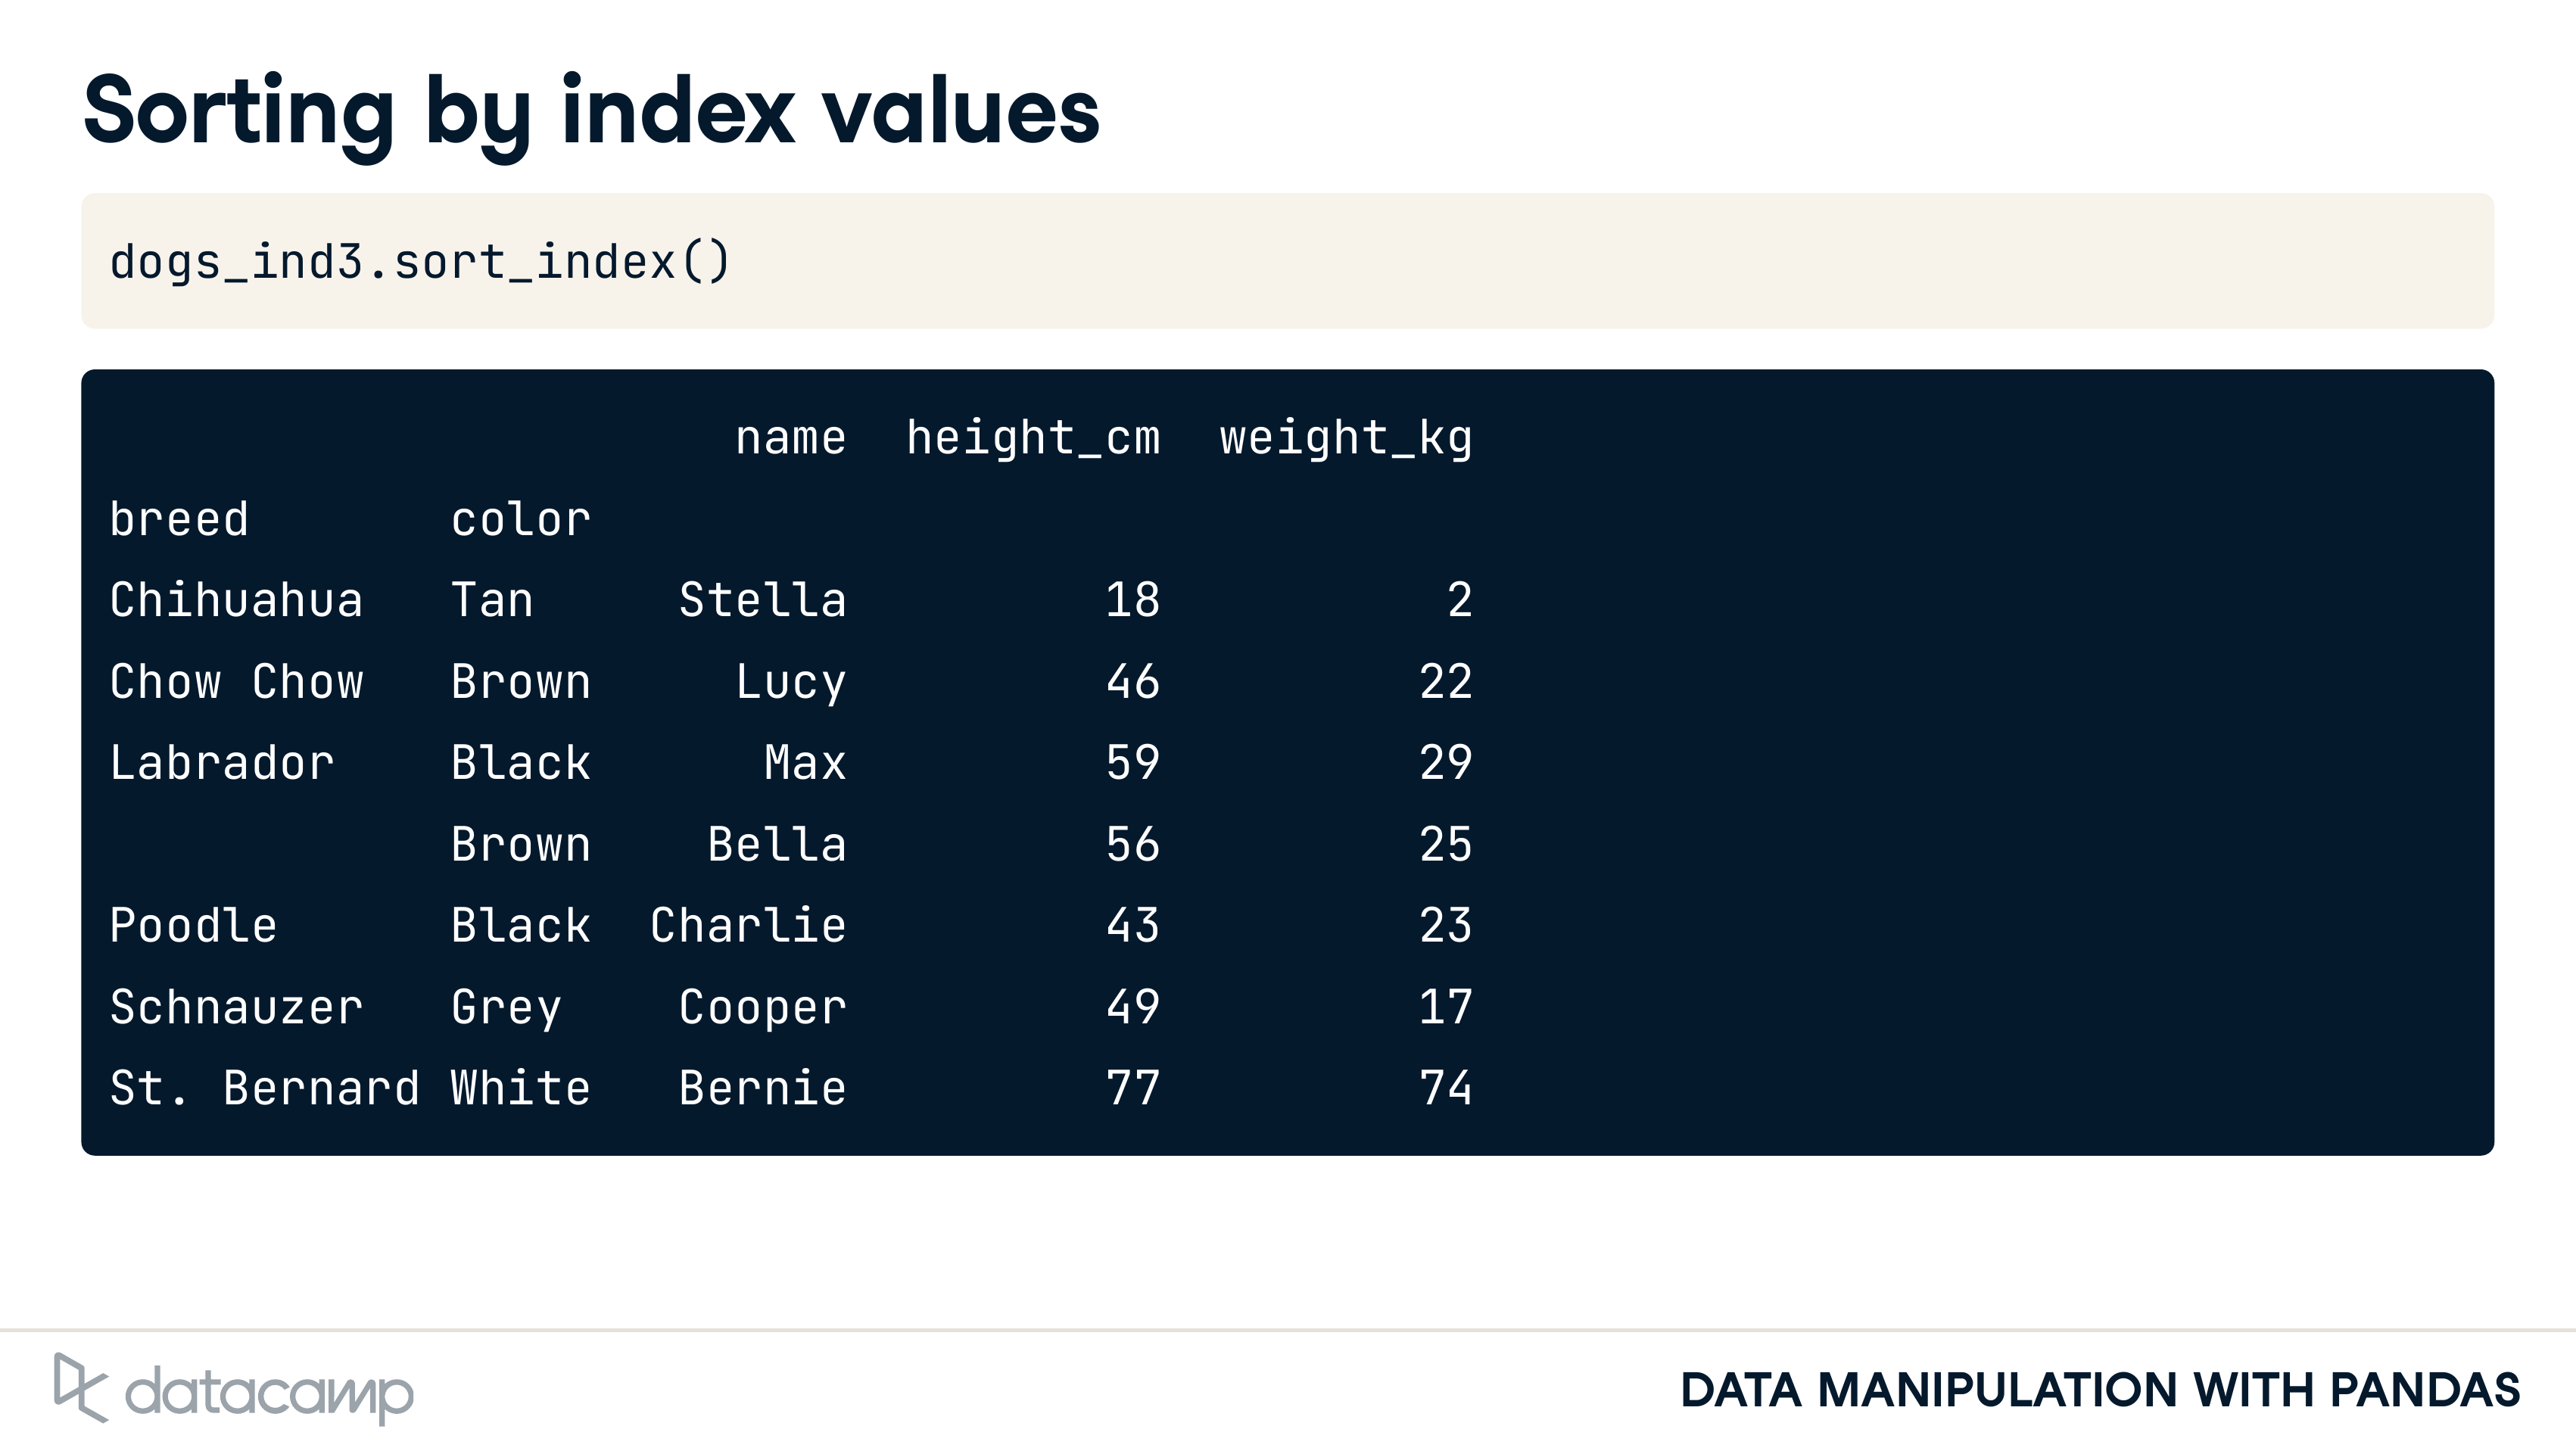 Sorting by index values
dogs_ind3.sort_index()
                      name  height_cm  weight_kg
breed       color
Chihuahua   Tan     Stella         18          2
Chow Chow   Brown     Lucy         46         22
Labrador    Black      Max         59         29
            Brown    Bella         56         25
Poodle      Black  Charlie         43         23
Schnauzer   Grey    Cooper         49         17
St. Bernard White   Bernie         77         74
datacamp
DATA MANIPULATION WITH PANDAS